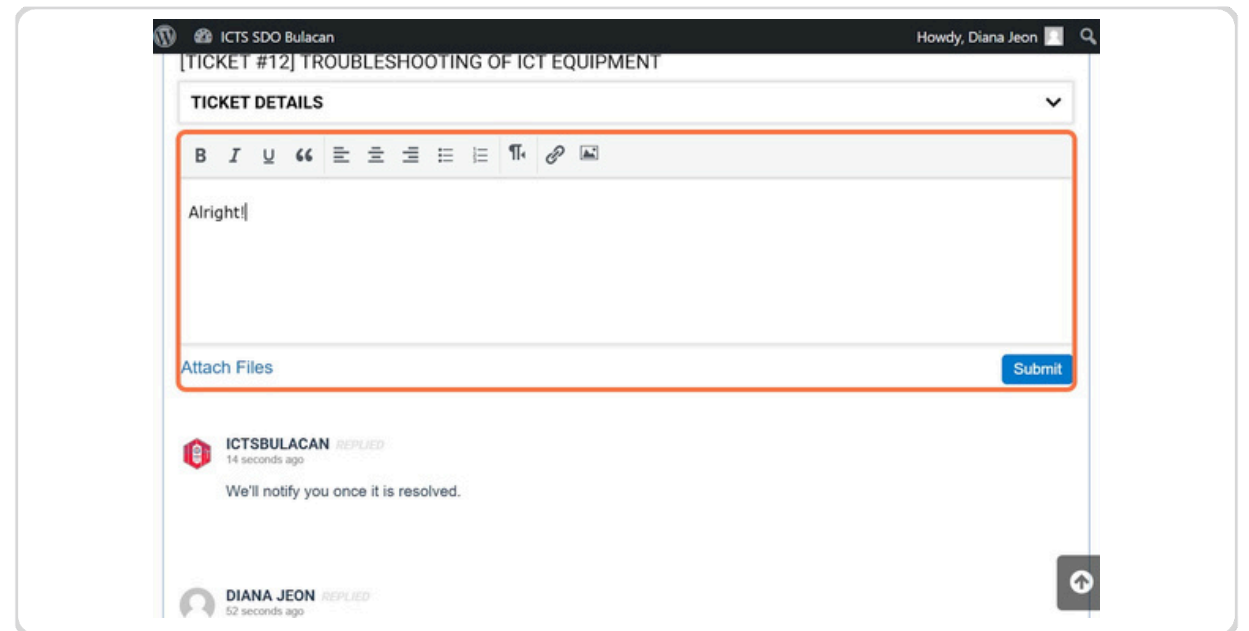 ICTS SDO Bulacan Howdy, Diana Jeon
[TICKET #12] TROUBLESHOOTING OF ICT EQUIPMENT
TICKET DETAILS
B I U
Alright!
Attach Files Submit
ICTSBULACAN REPLIED
14 seconds ago
We'll notify you once it is resolved.
DIANA JEON REPLIED
52 seconds ago